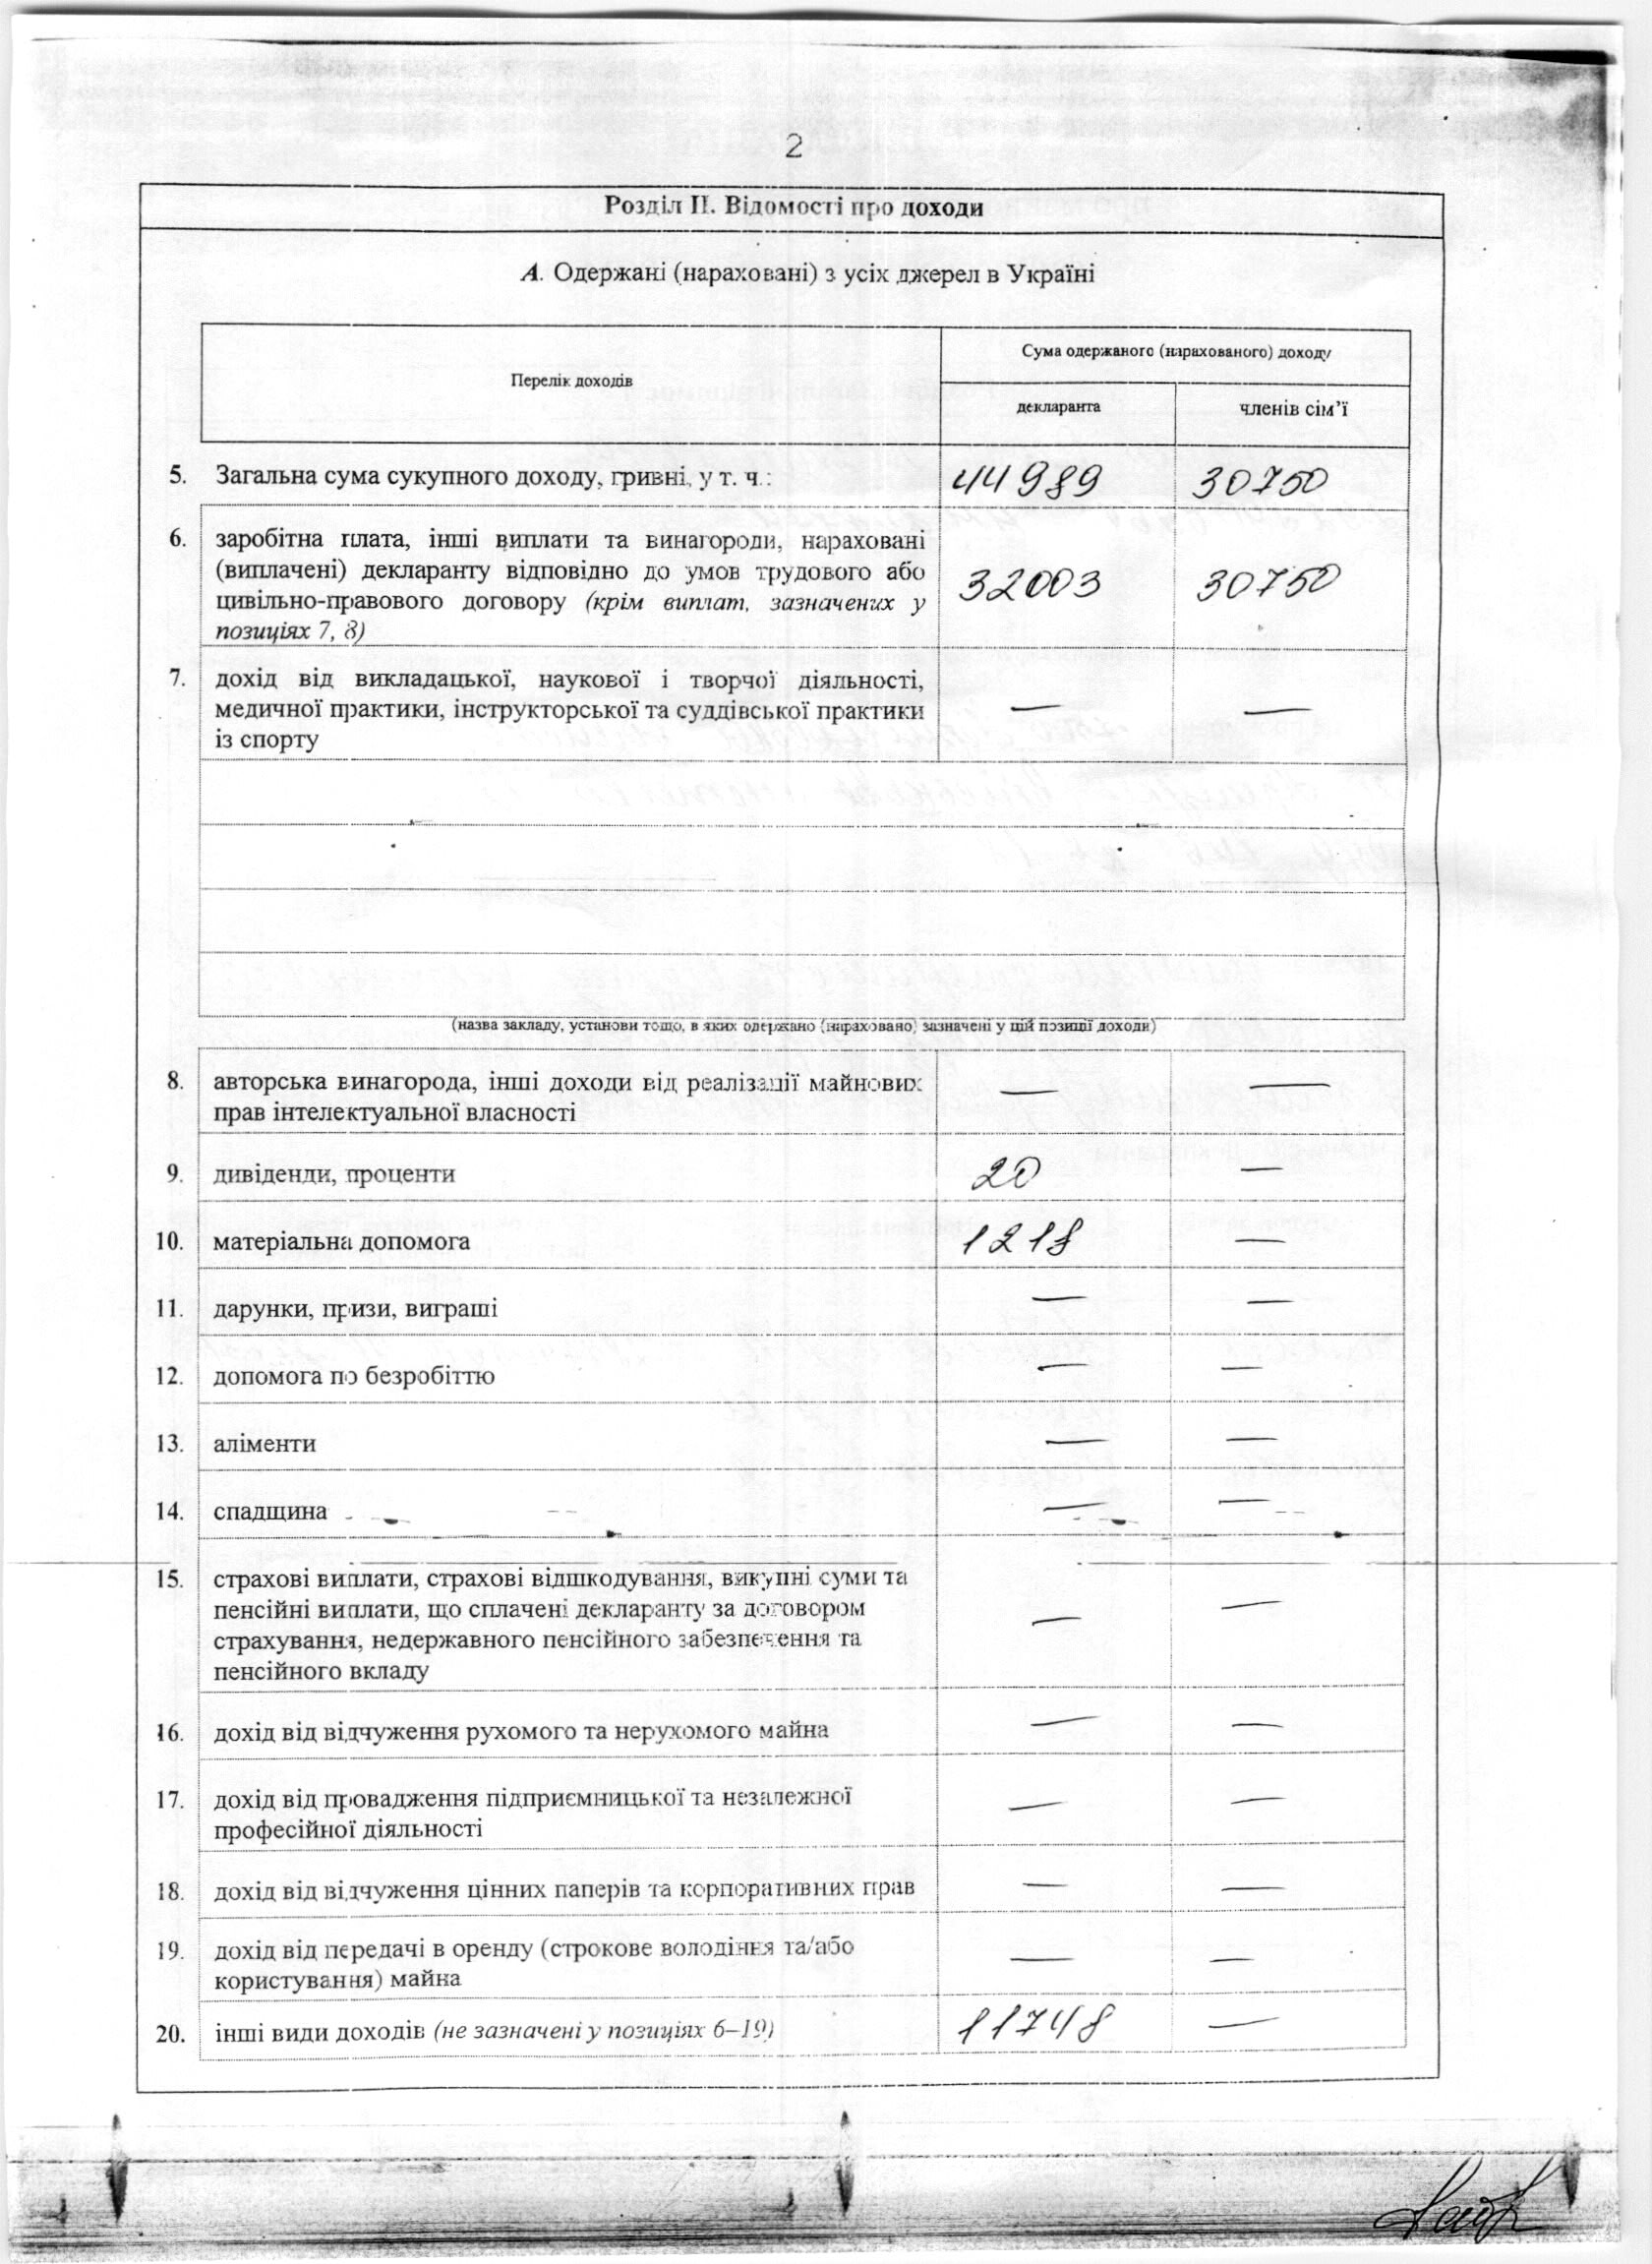 2
Розділ ІІ. Відомості про доходи
А. Одержані (нараховані) з усіх джерел в Україні
Перелік доходів
Сума одержаного (нарахованого) доходу
декларанта
членів сім’ї
5. Загальна сума сукупного доходу, гривні, у т. ч.: 44989 30750
6. заробітна плата, інші виплати та винагороди, нараховані
(виплачені) декларанту відповідно до умов трудового або
цивільно-правового договору (крім виплат, зазначених у
позиціях 7, 8)
32003 30750
7. дохід від викладацької, наукової і творчої діяльності,
медичної практики, інструкторської та суддівської практики
із спорту
— —
(назва закладу, установи тощо, в яких одержано (нараховано) зазначені у цій позиції доходи)
8. авторська винагорода, інші доходи від реалізації майнових
прав інтелектуальної власності
— —
9. дивіденди, проценти 20 —
10. матеріальна допомога 1218 —
11. дарунки, призи, виграші — —
12. допомога по безробіттю — —
13. аліменти — —
14. спадщина — —
15. страхові виплати, страхові відшкодування, викупні суми та
пенсійні виплати, що сплачені декларанту за договором
страхування, недержавного пенсійного забезпечення та
пенсійного вкладу
— —
16. дохід від відчуження рухомого та нерухомого майна — —
17. дохід від провадження підприємницької та незалежної
професійної діяльності
— —
18. дохід від відчуження цінних паперів та корпоративних прав — —
19. дохід від передачі в оренду (строкове володіння та/або
користування) майна
— —
20. інші види доходів (не зазначені у позиціях 6–19) 11748 —